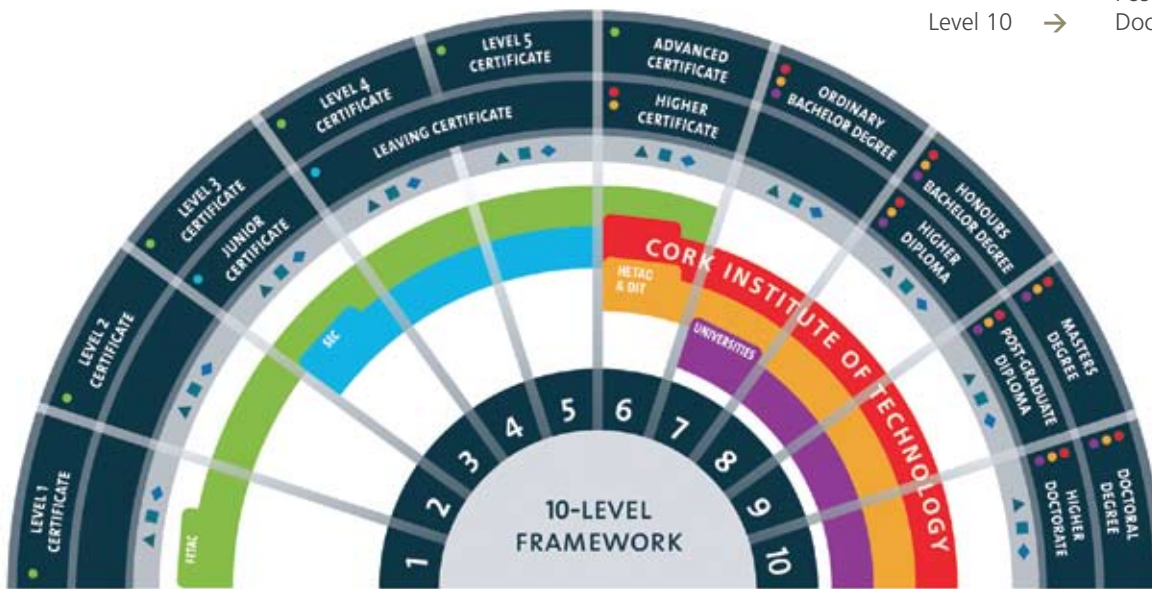 Level 10 →
LEVEL 1
CERTIFICATE
LEVEL 2
CERTIFICATE
LEVEL 3
CERTIFICATE
JUNIOR
CERTIFICATE
LEVEL 4
CERTIFICATE
LEVEL 5
CERTIFICATE
LEAVING CERTIFICATE
ADVANCED
CERTIFICATE
HIGHER
CERTIFICATE
ORDINARY
BACHELOR DEGREE
HONOURS
BACHELOR DEGREE
HIGHER
DIPLOMA
MASTERS
DEGREE
POST-GRADUATE
DIPLOMA
DOCTORAL
DEGREE
HIGHER
DOCTORATE
FETAC
SEC
CORK INSTITUTE OF TECHNOLOGY
HETAC
& DIT
UNIVERSITIES
1
2
3
4
5
6
7
8
9
10
10-LEVEL
FRAMEWORK